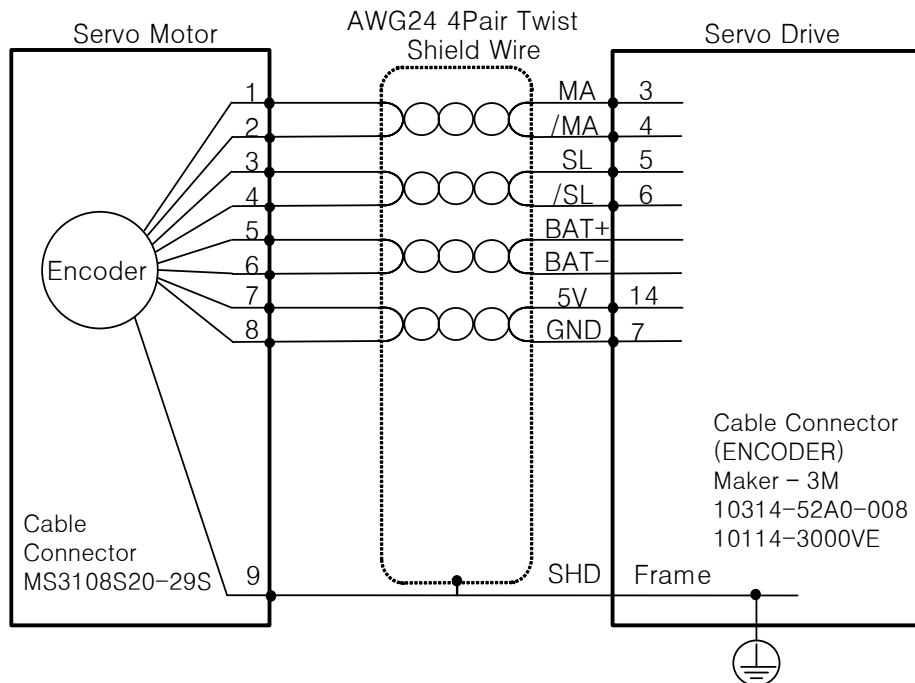 AWG24 4Pair Twist
Shield Wire
Servo Motor
Servo Drive
1 MA 3
2 /MA 4
3 SL 5
4 /SL 6
5 BAT+
6 BAT-
7 5V 14
8 GND 7
Encoder
Cable Connector
(ENCODER)
Maker - 3M
10314-52A0-008
10114-3000VE
Cable
Connector
MS3108S20-29S
9 SHD Frame